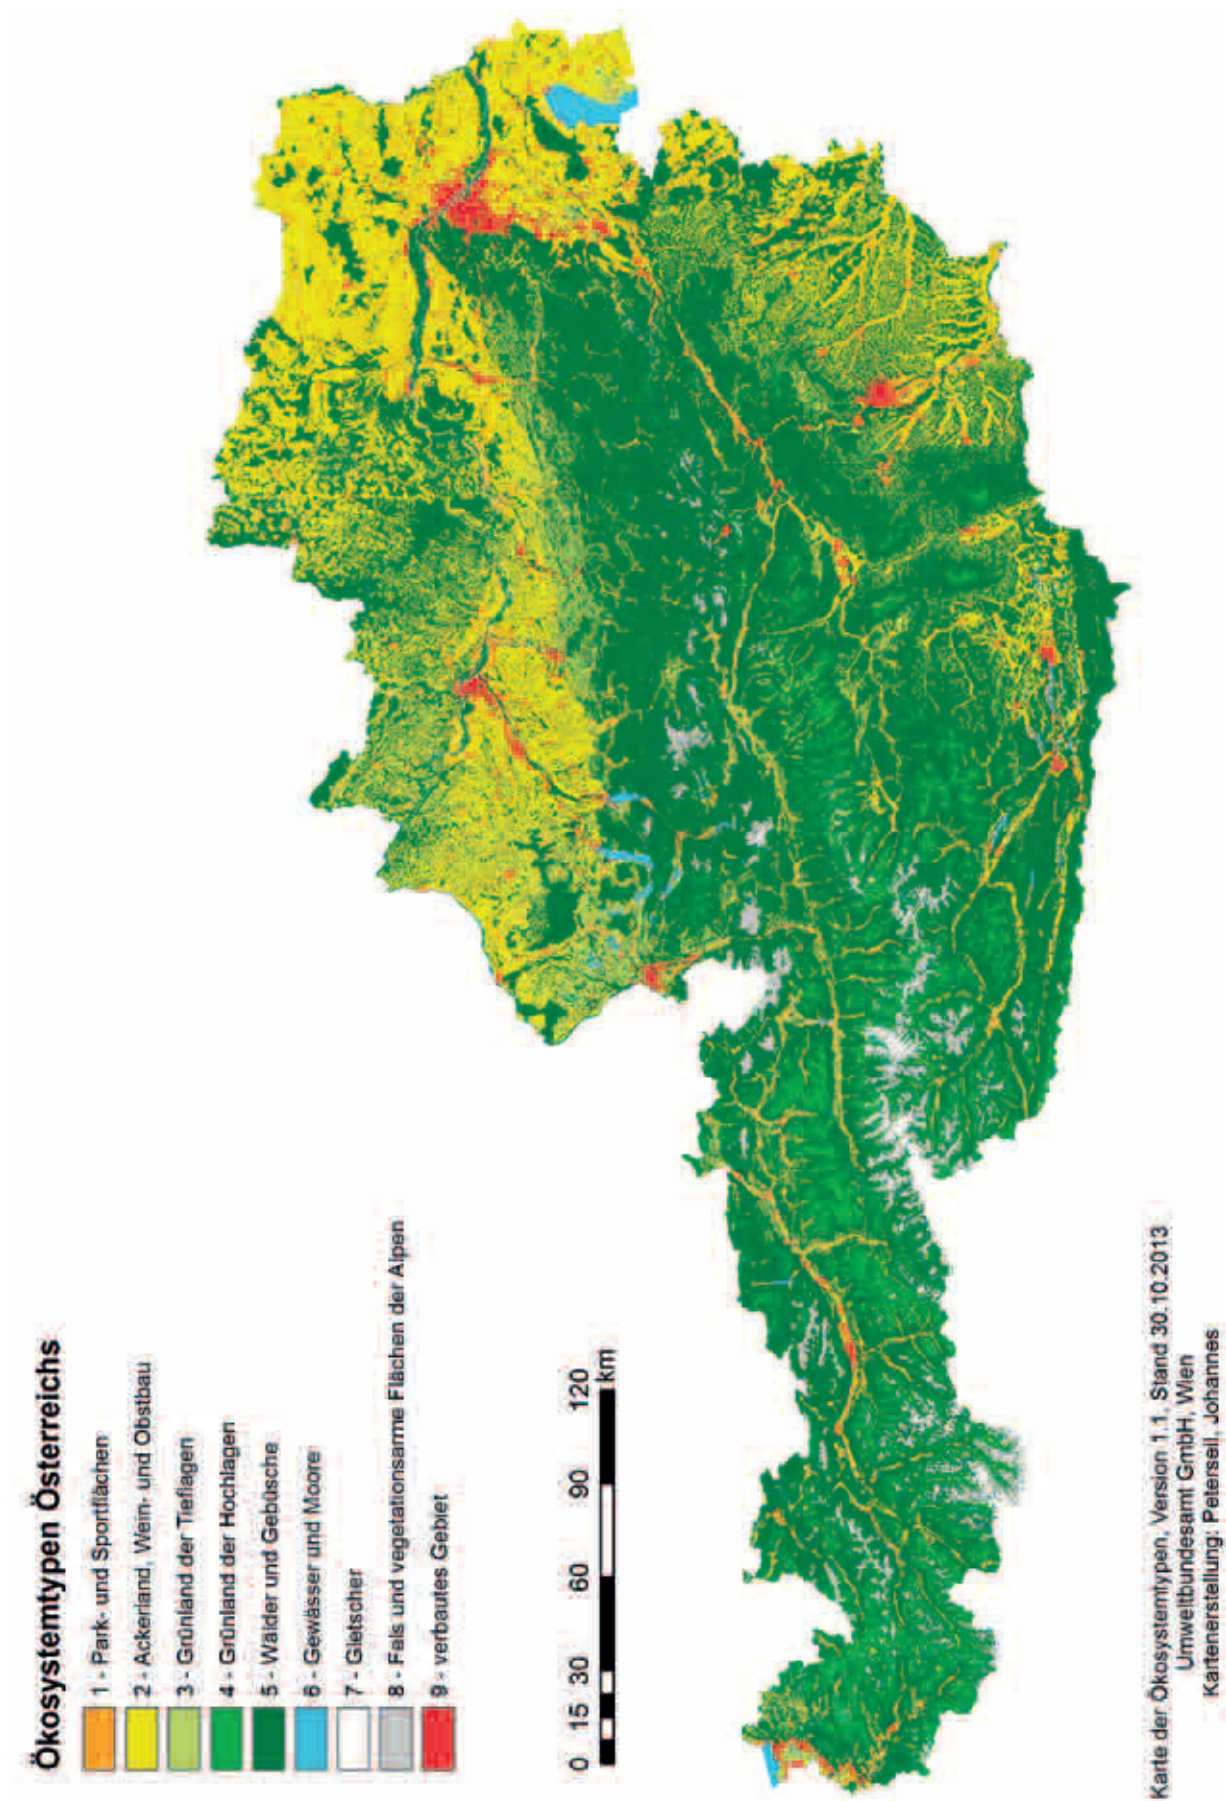 Ökosystemtypen Österreichs
1 - Park- und Sportflächen
2 - Ackerland, Wein- und Obstbau
3 - Grünland der Tieflagen
4 - Grünland der Hochlagen
5 - Wälder und Gebüsche
6 - Gewässer und Moore
7 - Gletscher
8 - Fels und vegetationsarme Flächen der Alpen
9 - verbautes Gebiet
0 15 30 60 90 120
km
Karte der Ökosystemtypen, Version 1.1, Stand 30.10.2013
Umweltbundesamt GmbH, Wien
Kartenerstellung: Peterseil, Johannes